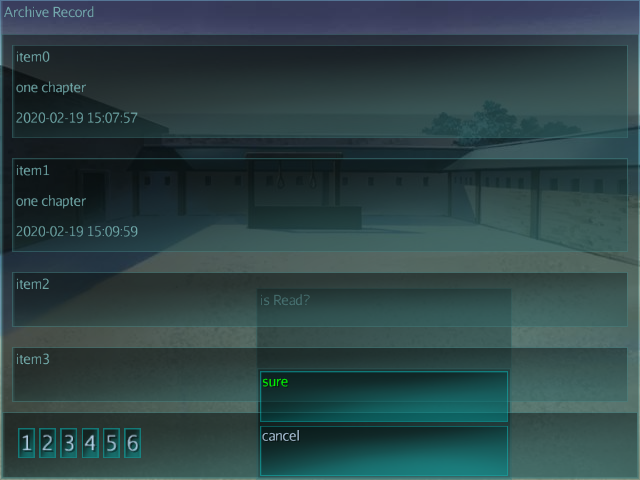 Archive Record
item0
one chapter
2020-02-19 15:07:57
item1
one chapter
2020-02-19 15:09:59
item2
is Read?
item3
sure
cancel
1 2 3 4 5 6